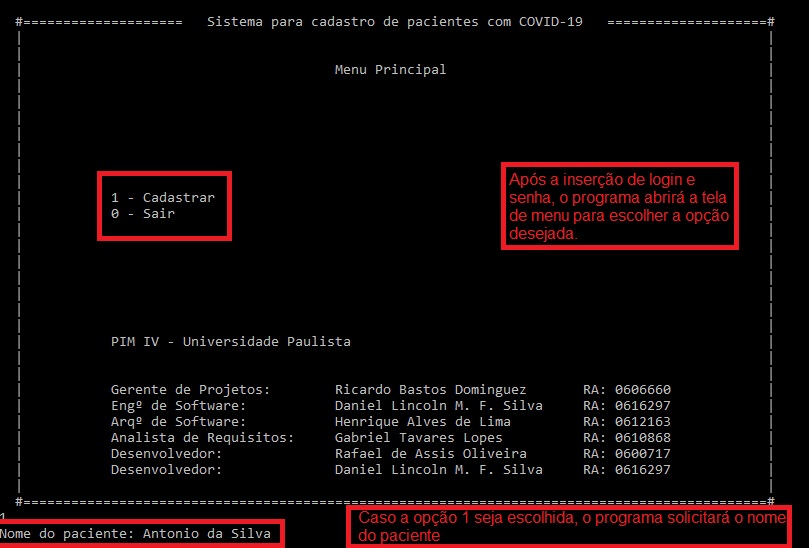 #==================== Sistema para cadastro de pacientes com COVID-19 ====================#
Menu Principal
1 - Cadastrar
0 - Sair
Após a inserção de login e
senha, o programa abrirá a tela
de menu para escolher a opção
desejada.
PIM IV - Universidade Paulista
Gerente de Projetos: Ricardo Bastos Dominguez RA: 0606660
Engº de Software: Daniel Lincoln M. F. Silva RA: 0616297
Arqº de Software: Henrique Alves de Lima RA: 0612163
Analista de Requisitos: Gabriel Tavares Lopes RA: 0610868
Desenvolvedor: Rafael de Assis Oliveira RA: 0600717
Desenvolvedor: Daniel Lincoln M. F. Silva RA: 0616297
1
Nome do paciente: Antonio da Silva
Caso a opção 1 seja escolhida, o programa solicitará o nome
do paciente